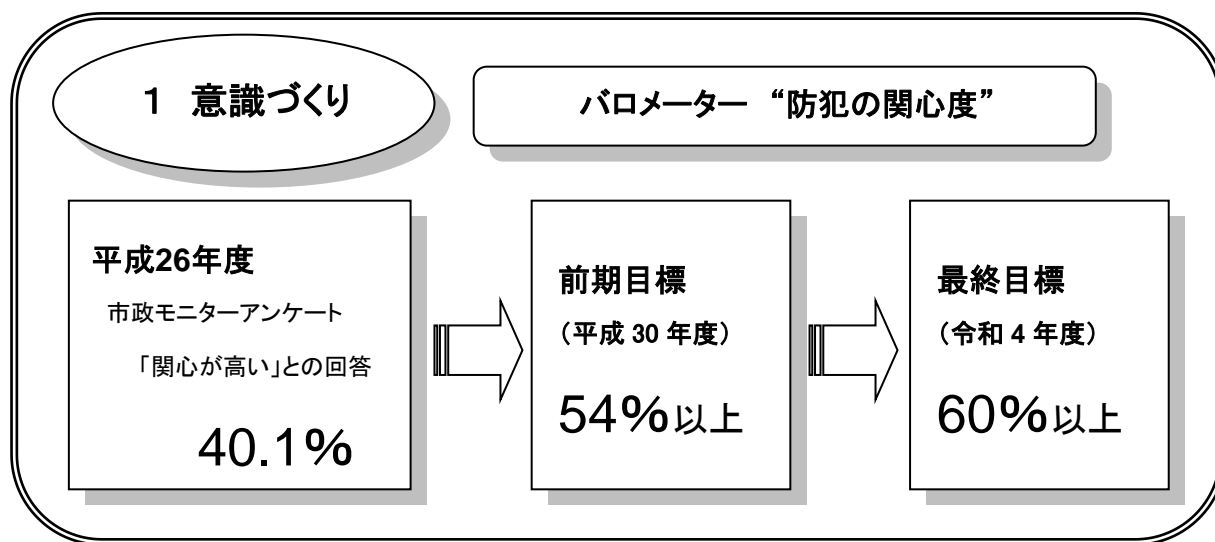 1 意識づくり
バロメーター “防犯の関心度”
平成26年度
市政モニターアンケート
「関心が高い」との回答
40.1%
前期目標
（平成 30 年度）
54%以上
最終目標
（令和 4 年度）
60%以上